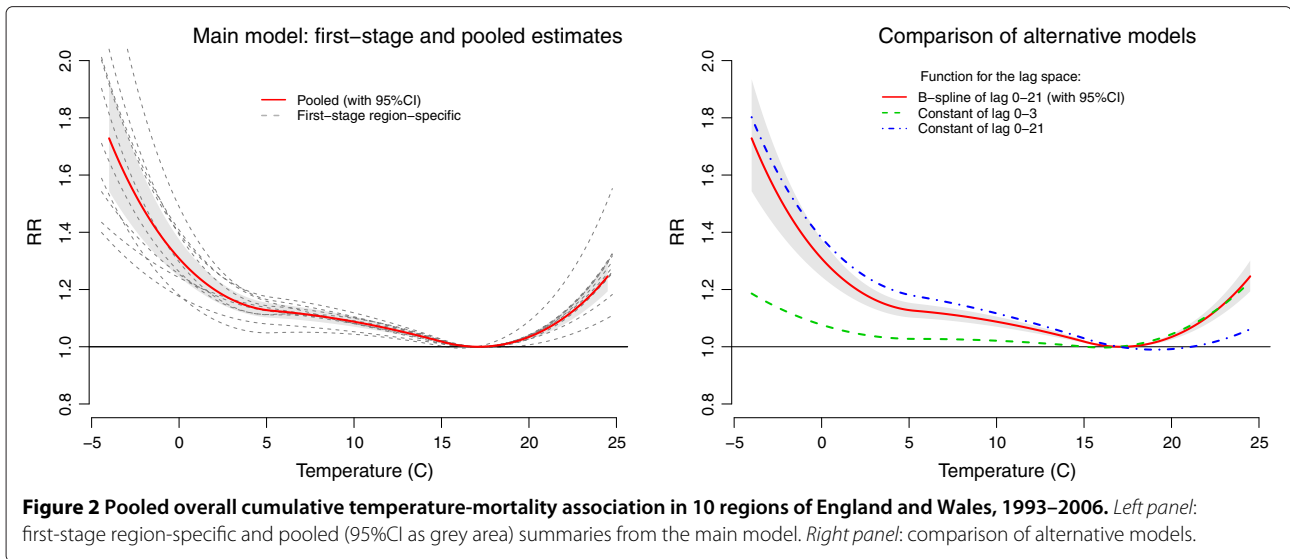 Main model: first−stage and pooled estimates
Pooled (with 95%CI)
First−stage region−specific
RR
2.0
1.8
1.6
1.4
1.2
1.0
0.8
−5 0 5 10 15 20 25
Temperature (C)
Comparison of alternative models
Function for the lag space:
B−spline of lag 0−21 (with 95%CI)
Constant of lag 0−3
Constant of lag 0−21
RR
2.0
1.8
1.6
1.4
1.2
1.0
0.8
−5 0 5 10 15 20 25
Temperature (C)
Figure 2 Pooled overall cumulative temperature-mortality association in 10 regions of England and Wales, 1993–2006. Left panel:
first-stage region-specific and pooled (95%CI as grey area) summaries from the main model. Right panel: comparison of alternative models.